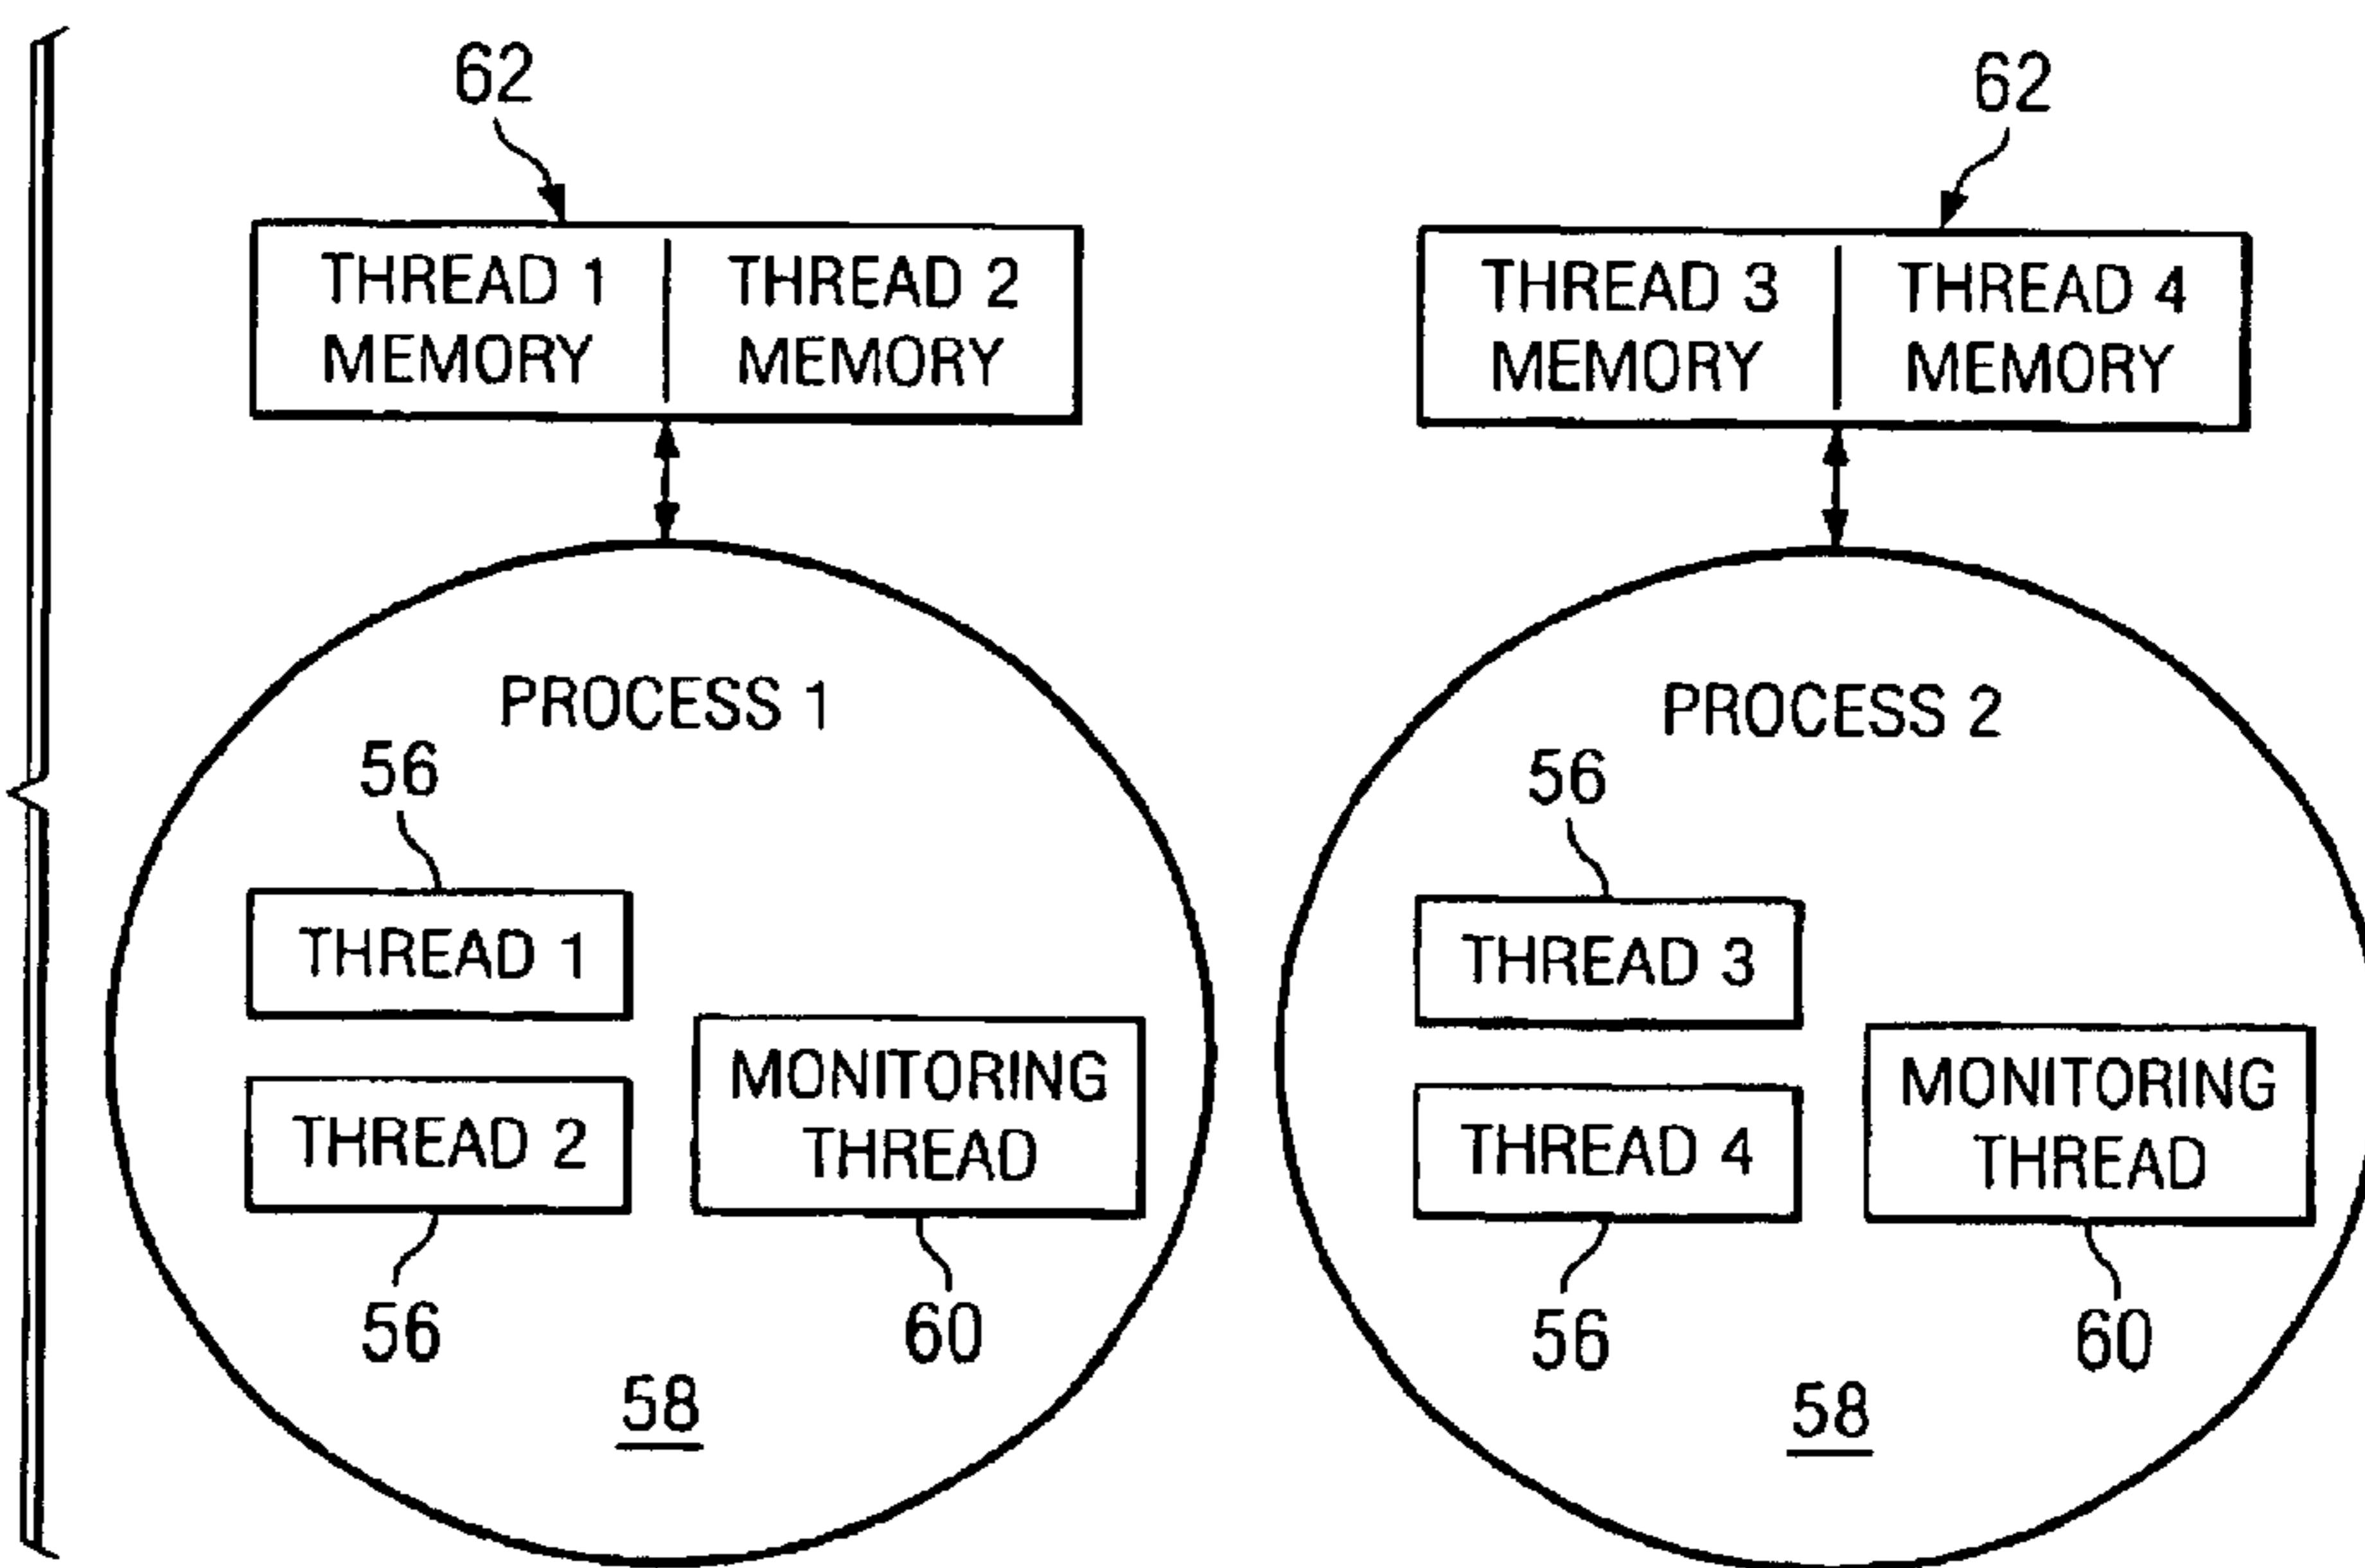 62
62
THREAD 1 MEMORY
THREAD 2 MEMORY
THREAD 3 MEMORY
THREAD 4 MEMORY
PROCESS 1
56
THREAD 1
THREAD 2
56
MONITORING
THREAD
60
58
PROCESS 2
56
THREAD 3
THREAD 4
56
MONITORING
THREAD
60
58